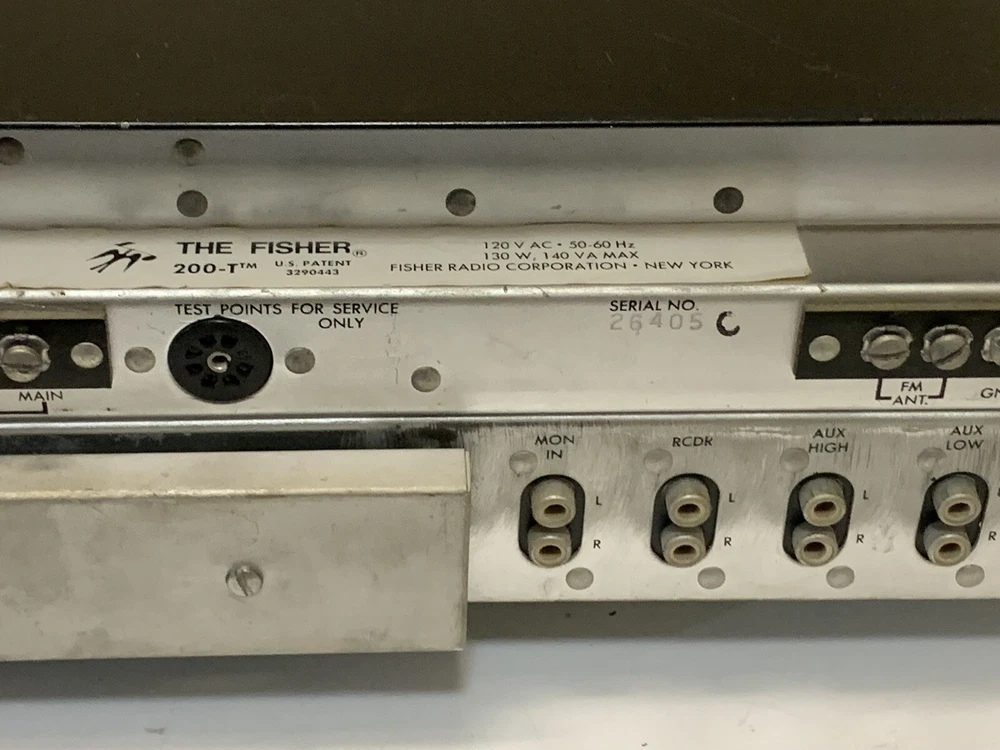 THE FISHER®
200-T™ U.S. PATENT
3290443
120 V AC • 50-60 Hz
130 W, 140 VA MAX
FISHER RADIO CORPORATION • NEW YORK
TEST POINTS FOR SERVICE
ONLY
SERIAL NO.
26405 C
MAIN
FM
ANT.
MON
IN
RCDR
AUX
HIGH
AUX
LOW
L
L
L
R
R
R
R